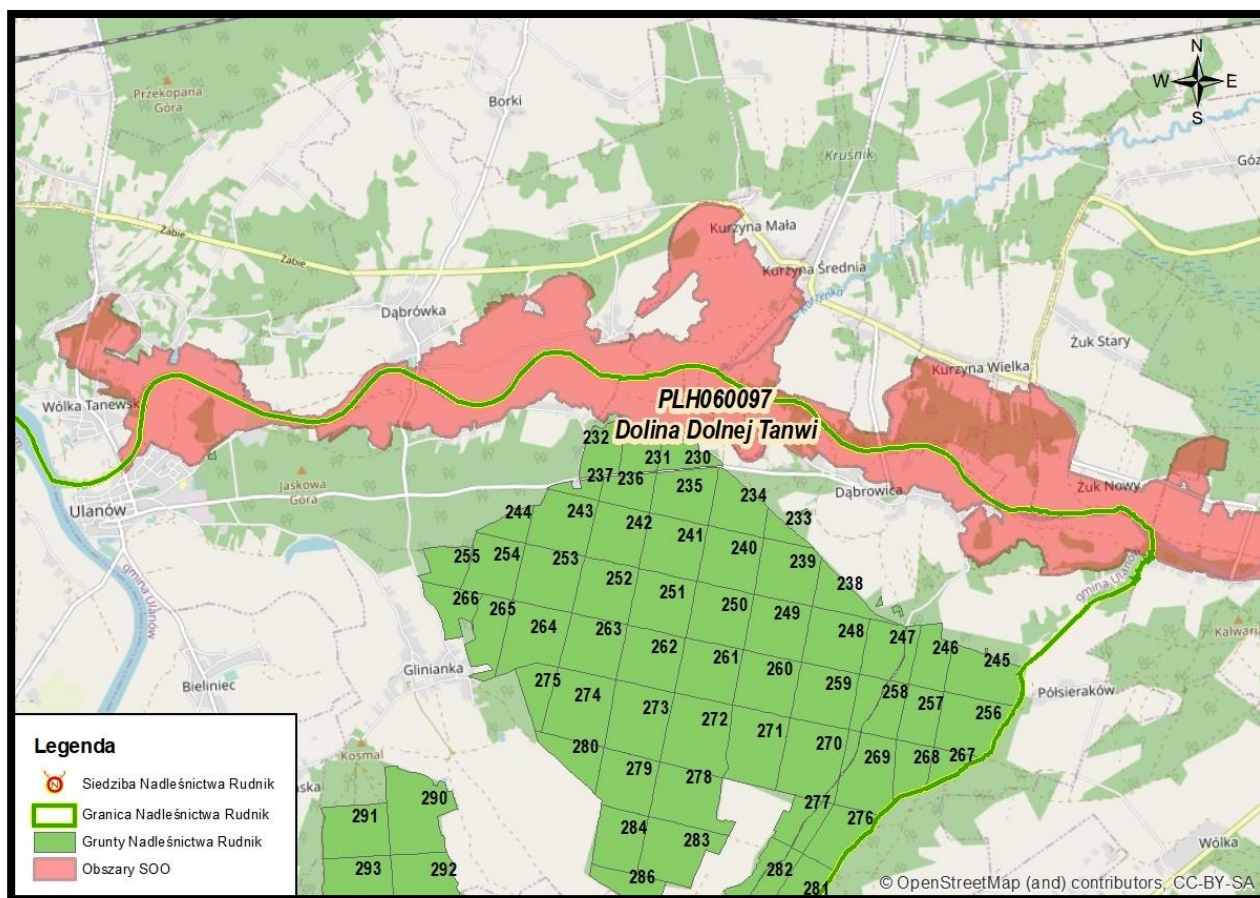 N
W
E
S
Przekopana
Góra
Borki
Kruśnik
Góz
Żabie
Żabie
Kurzyna Mała
Kurzyna Średnia
Kurzynka
Dąbrówka
Żuk Stary
Kurzyna Wielka
Wólka Tanewsk
PLH060097
Dolina Dolnej Tanwi
232
231
230
Jaskowa
Góra
237
236
235
234
Dąbrowica
Żuk Nowy
Ulanów
244
243
242
241
240
239
233
238
gmina Ulanów
255
254
253
252
251
250
249
248
247
246
245
gmina Ulanów
Kalwaria
266
265
264
263
262
261
260
259
258
257
256
Półsieraków
Glinianka
Bieliniec
275
274
273
272
271
270
269
268
267
280
279
278
277
276
Kosmal
skal
291
290
284
283
293
292
286
282
281
Wólka
Legenda
N
Siedziba Nadleśnictwa Rudnik
Granica Nadleśnictwa Rudnik
Grunty Nadleśnictwa Rudnik
Obszary SOO
© OpenStreetMap (and) contributors, CC-BY-SA